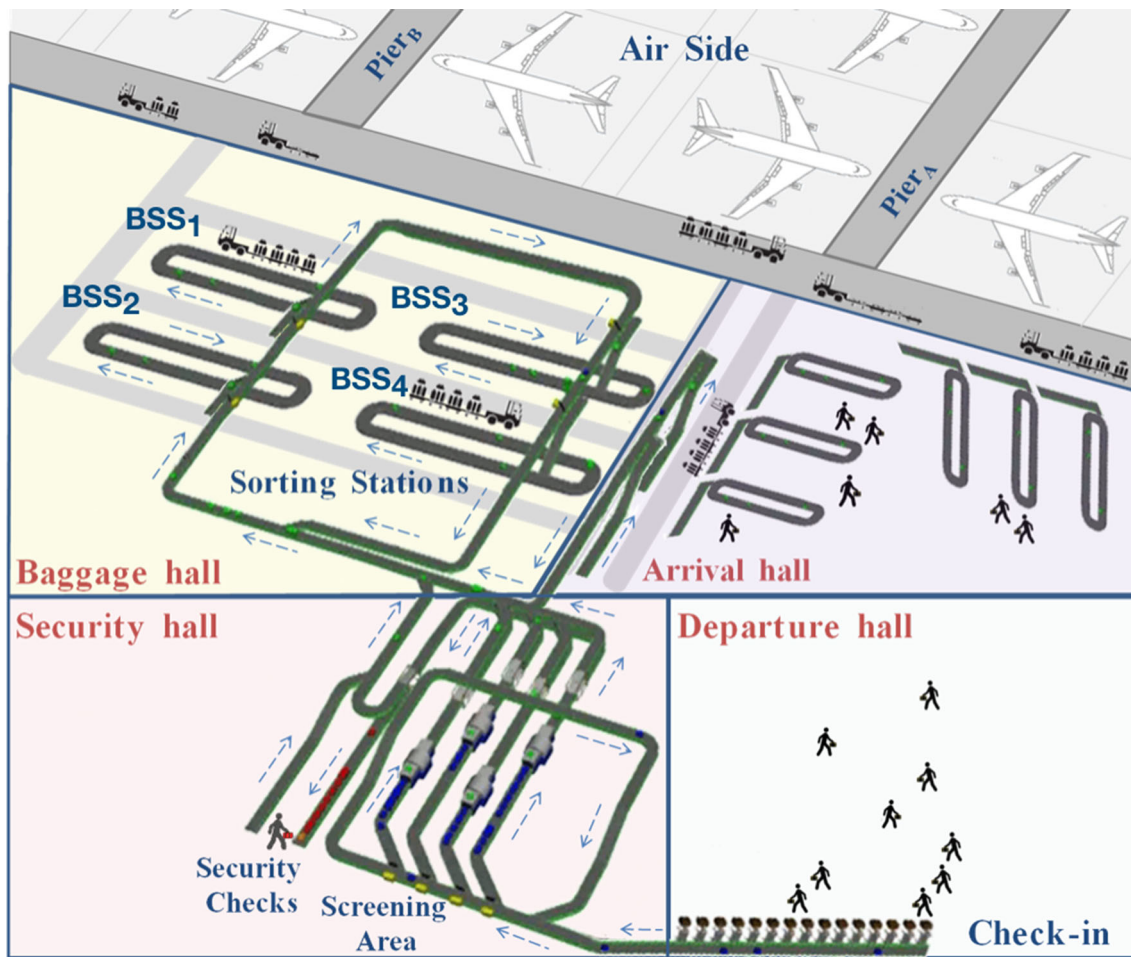 Air Side
Pier_B
Pier_A
BSS_1
BSS_2
BSS_3
BSS_4
Sorting Stations
Baggage hall
Arrival hall
Security hall
Departure hall
Security
Checks
Screening
Area
Check-in